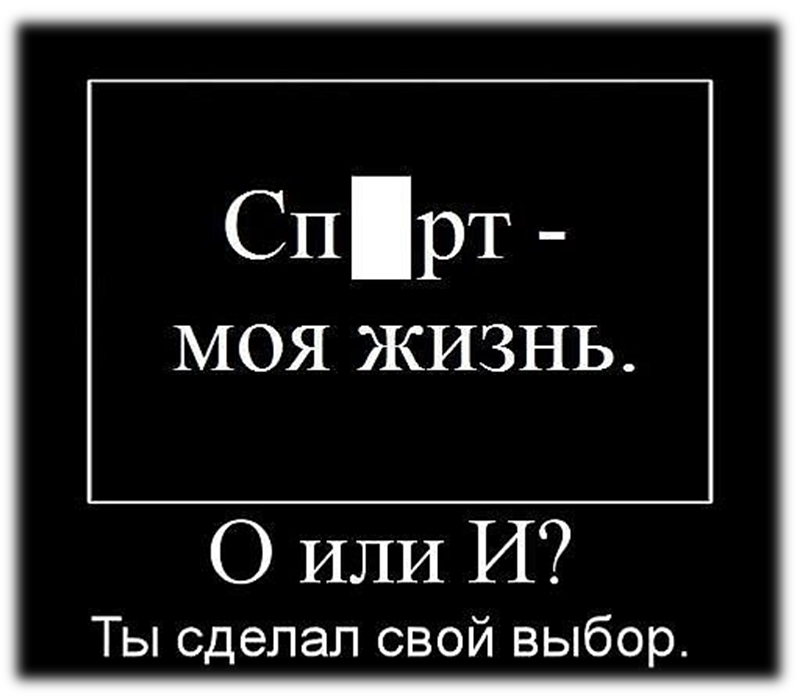 Сп рт -
моя жизнь.
О или И?
Ты сделал свой выбор.